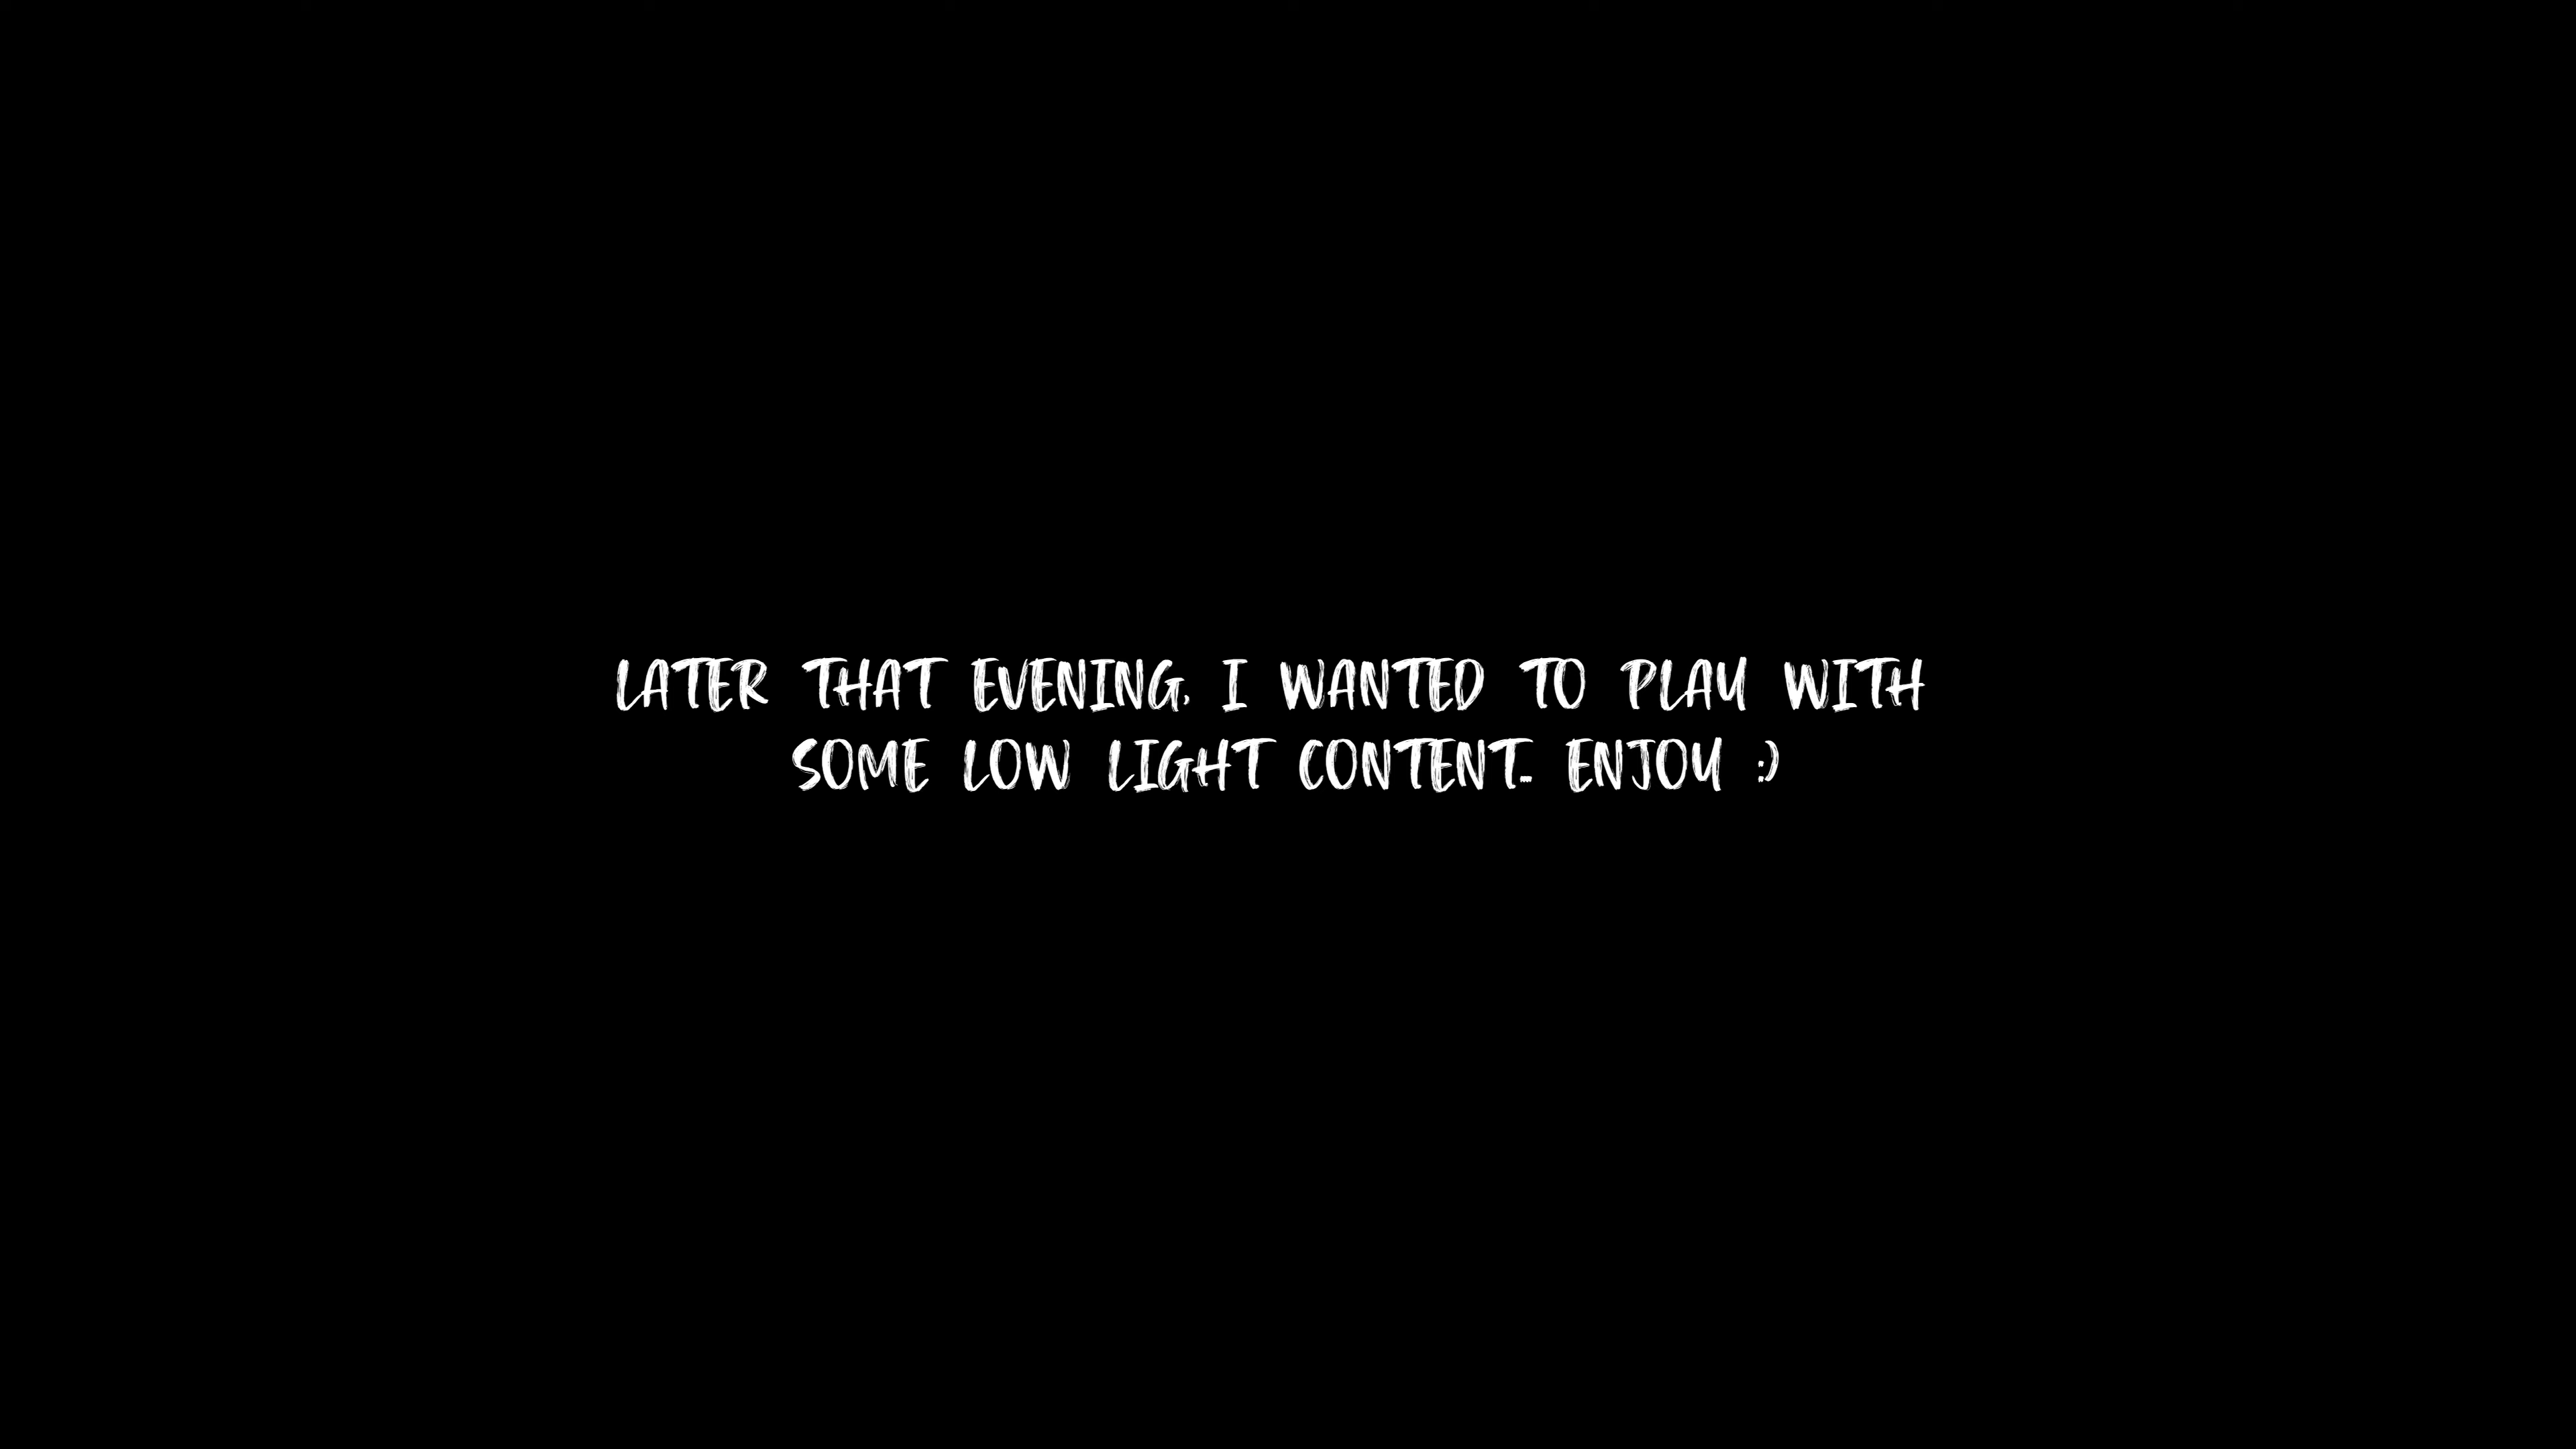 LATER THAT EVENING, I WANTED TO PLAY WITH
SOME LOW LIGHT CONTENT... ENJOY :)